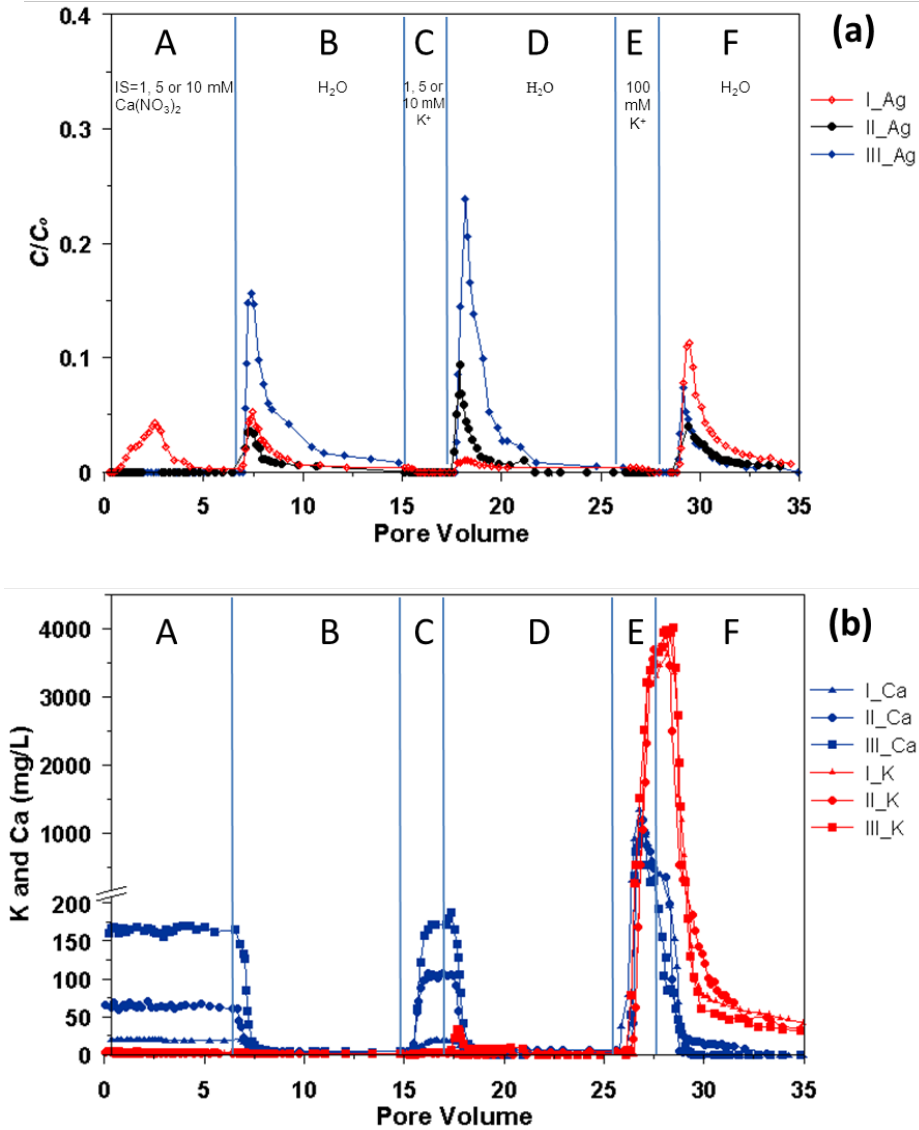 (a)
A B C D E F
IS=1, 5 or 10 mM
Ca(NO3)2
H2O
1, 5 or
10 mM
K+
H2O
100
mM
K+
H2O
I_Ag
II_Ag
III_Ag
C/Co
0.4
0.3
0.2
0.1
0
0 5 10 15 20 25 30 35
Pore Volume
(b)
A B C D E F
I_Ca
II_Ca
III_Ca
I_K
II_K
III_K
K and Ca (mg/L)
4000
3000
2000
1000
200
150
100
50
0
0 5 10 15 20 25 30 35
Pore Volume